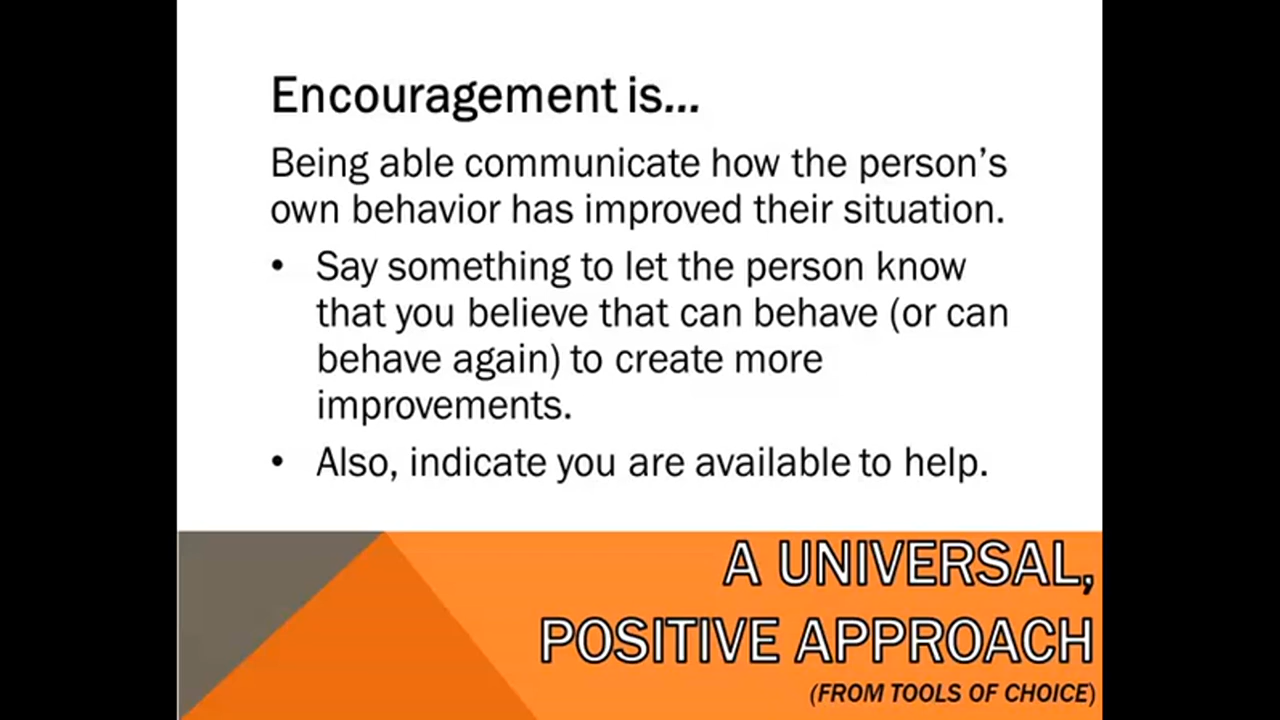 Encouragement is...
Being able communicate how the person’s
own behavior has improved their situation.
• Say something to let the person know
that you believe that can behave (or can
behave again) to create more
improvements.
• Also, indicate you are available to help.
A UNIVERSAL,
POSITIVE APPROACH
(FROM TOOLS OF CHOICE)